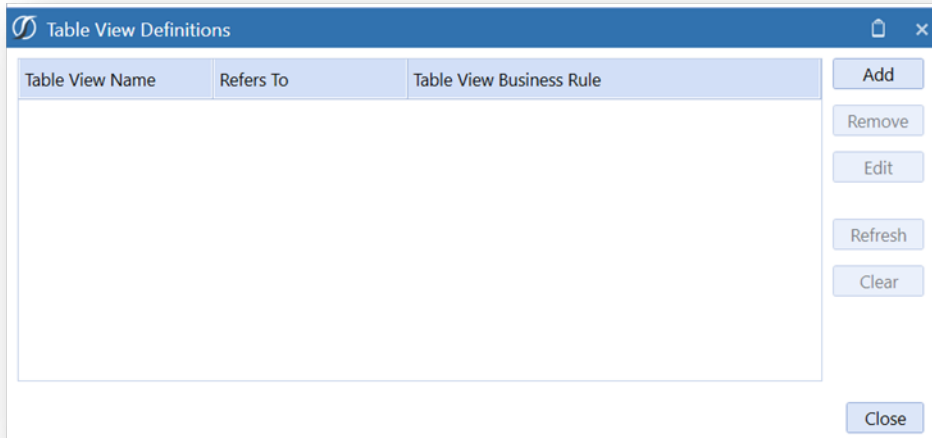 Table View Definitions
Table View Name Refers To Table View Business Rule
Add
Remove
Edit
Refresh
Clear
Close